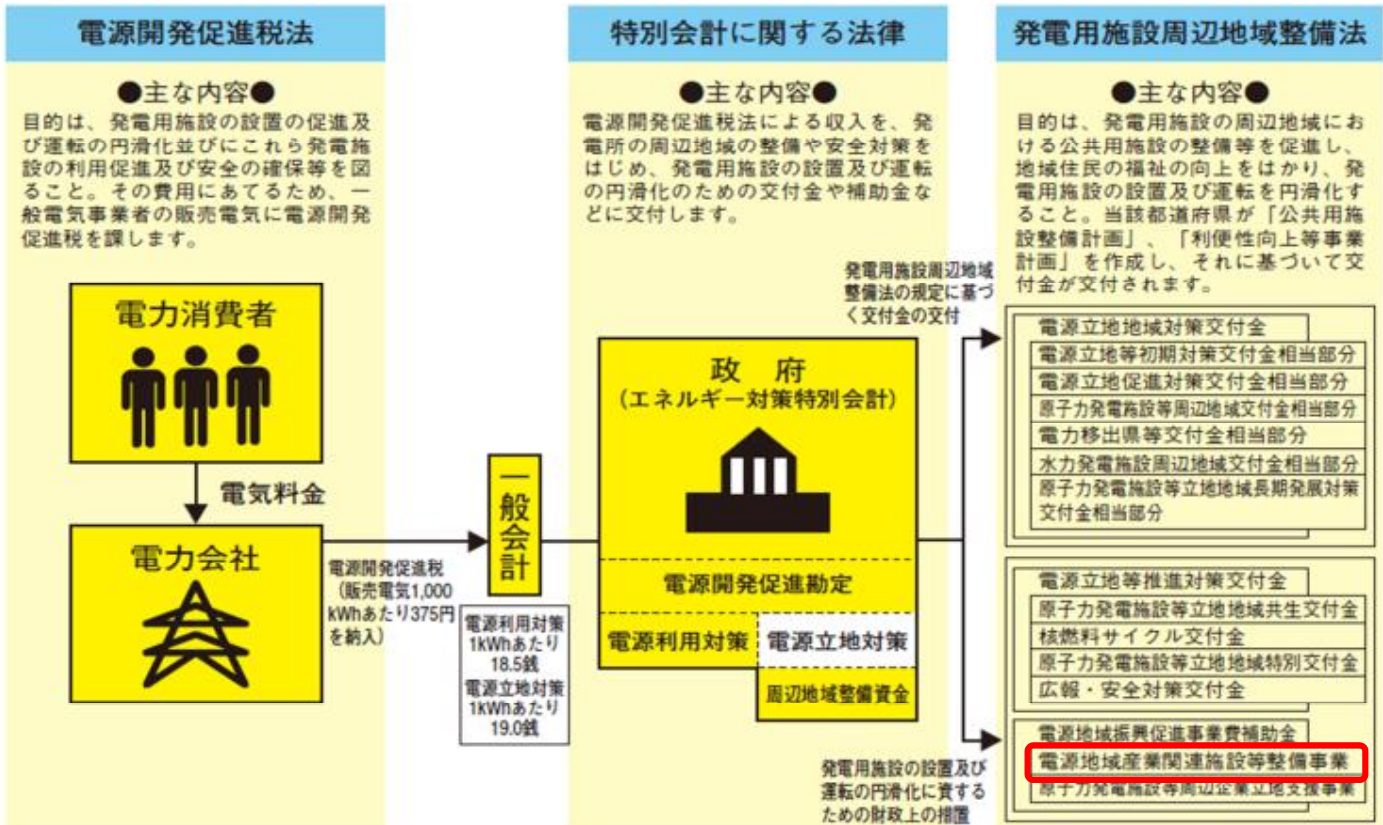 電源開発促進税法
●主な内容●
目的は、発電用施設の設置の促進及
び運転の円滑化並びにこれら発電施
設の利用促進及び安全の確保等を図
ること。その費用にあてるため、一
般電気事業者の販売電気に電源開発
促進税を課します。
電力消費者
電気料金
電力会社
電源開発促進税
（販売電気1,000
kWhあたり375円
を納入）
一般会計
電源利用対策
1kWhあたり
18.5銭
電源立地対策
1kWhあたり
19.0銭
特別会計に関する法律
●主な内容●
電源開発促進税法による収入を、発
電所の周辺地域の整備や安全対策を
はじめ、発電用施設の設置及び運転
の円滑化のための交付金や補助金な
どに交付します。
発電用施設周辺地域
整備法の規定に基づ
く交付金の交付
政 府
（エネルギー対策特別会計）
電源開発促進勘定
電源利用対策
電源立地対策
周辺地域整備資金
発電用施設の設置及び
運転の円滑化に資する
ための財政上の措置
発電用施設周辺地域整備法
●主な内容●
目的は、発電用施設の周辺地域にお
ける公共用施設の整備等を促進し、
地域住民の福祉の向上をはかり、発
電用施設の設置及び運転を円滑化す
ること。当該都道府県が「公共用施
設整備計画」、「利便性向上等事業
計画」を作成し、それに基づいて交
付金が交付されます。
電源立地地域対策交付金
電源立地等初期対策交付金相当部分
電源立地促進対策交付金相当部分
原子力発電施設等周辺地域交付金相当部分
電力移出県等交付金相当部分
水力発電施設周辺地域交付金相当部分
原子力発電施設等立地地域長期発展対策
交付金相当部分
電源立地等推進対策交付金
原子力発電施設等立地地域共生交付金
核燃料サイクル交付金
原子力発電施設等立地地域特別交付金
広報・安全対策交付金
電源地域振興促進事業費補助金
電源地域産業関連施設等整備事業
原子力発電施設等周辺企業立地支援事業